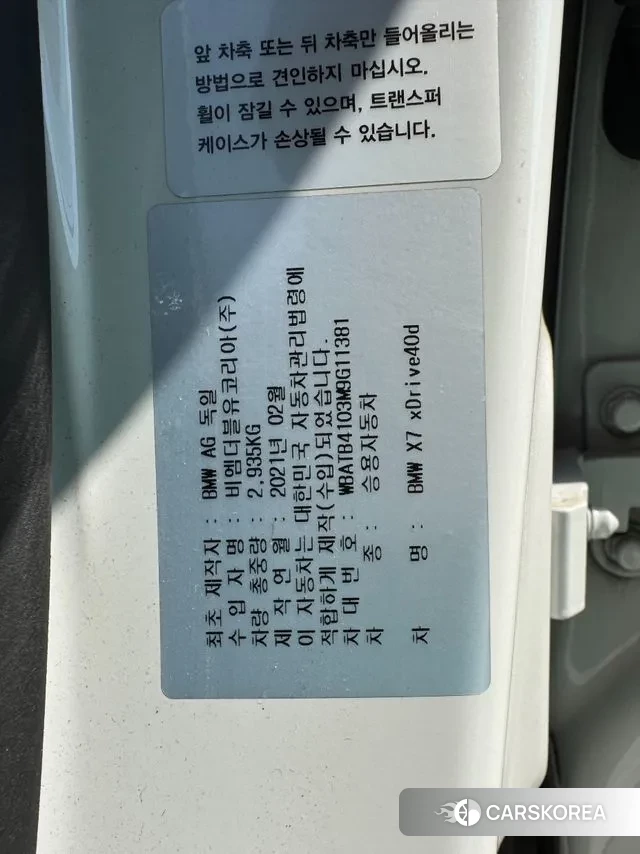 앞 차축 또는 뒤 차축만 들어올리는
방법으로 견인하지 마십시오.
휠이 잠길 수 있으며, 트랜스퍼
케이스가 손상될 수 있습니다.
최초 제작자 : BMW AG 독일
수 입 자 명 : 비엠더블유코리아(주)
차량 총중량 : 2,935KG
제 작 연 월 : 2021년 02월
이 자동차는 대한민국 자동차관리법령에
적합하게 제작(수입)되었습니다.
차 대 번 호 : WBATB4103M9G11381
차 종 : 승용자동차
차 명 : BMW X7 xDrive40d
CARSKOREA